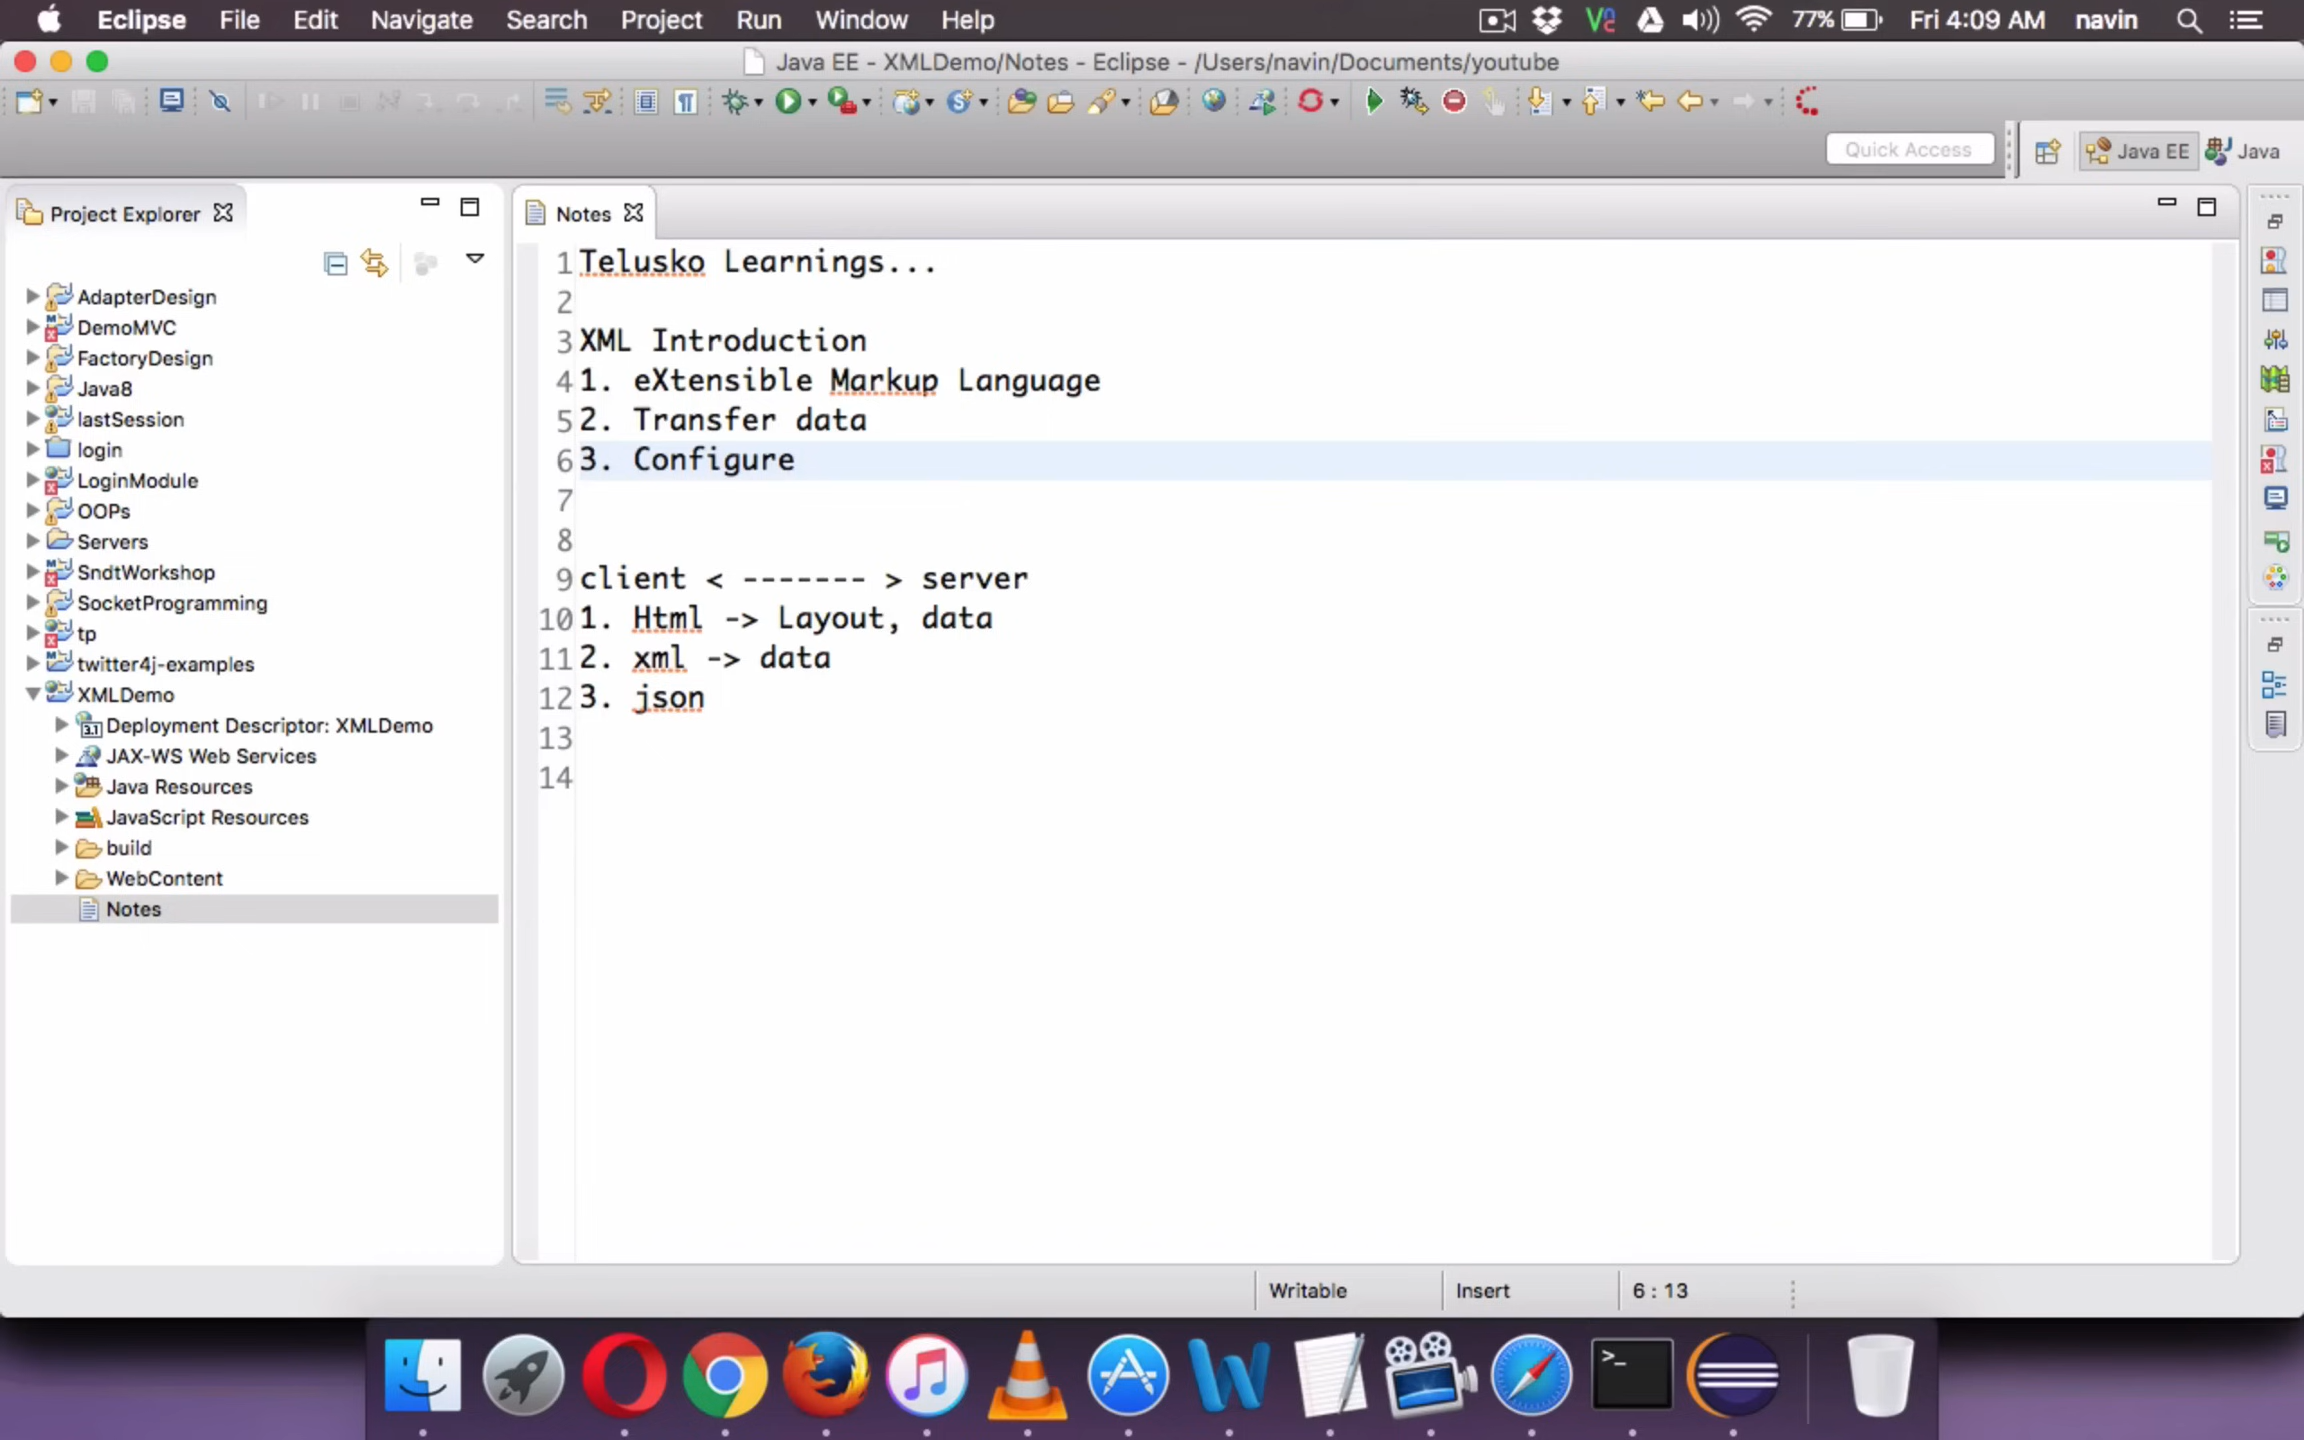 Eclipse File Edit Navigate Search Project Run Window Help 77% Fri 4:09 AM navin
Java EE - XMLDemo/Notes - Eclipse - /Users/navin/Documents/youtube
Quick Access Java EE Java
Project Explorer
AdapterDesign
DemoMVC
FactoryDesign
Java8
lastSession
login
LoginModule
OOPs
Servers
SndtWorkshop
SocketProgramming
tp
twitter4j-examples
XMLDemo
Deployment Descriptor: XMLDemo
JAX-WS Web Services
Java Resources
JavaScript Resources
build
WebContent
Notes
Notes
1 Telusko Learnings...
2
3 XML Introduction
4 1. eXtensible Markup Language
5 2. Transfer data
6 3. Configure
7
8
9 client < ------- > server
10 1. Html -> Layout, data
11 2. xml -> data
12 3. json
13
14
Writable Insert 6 : 13